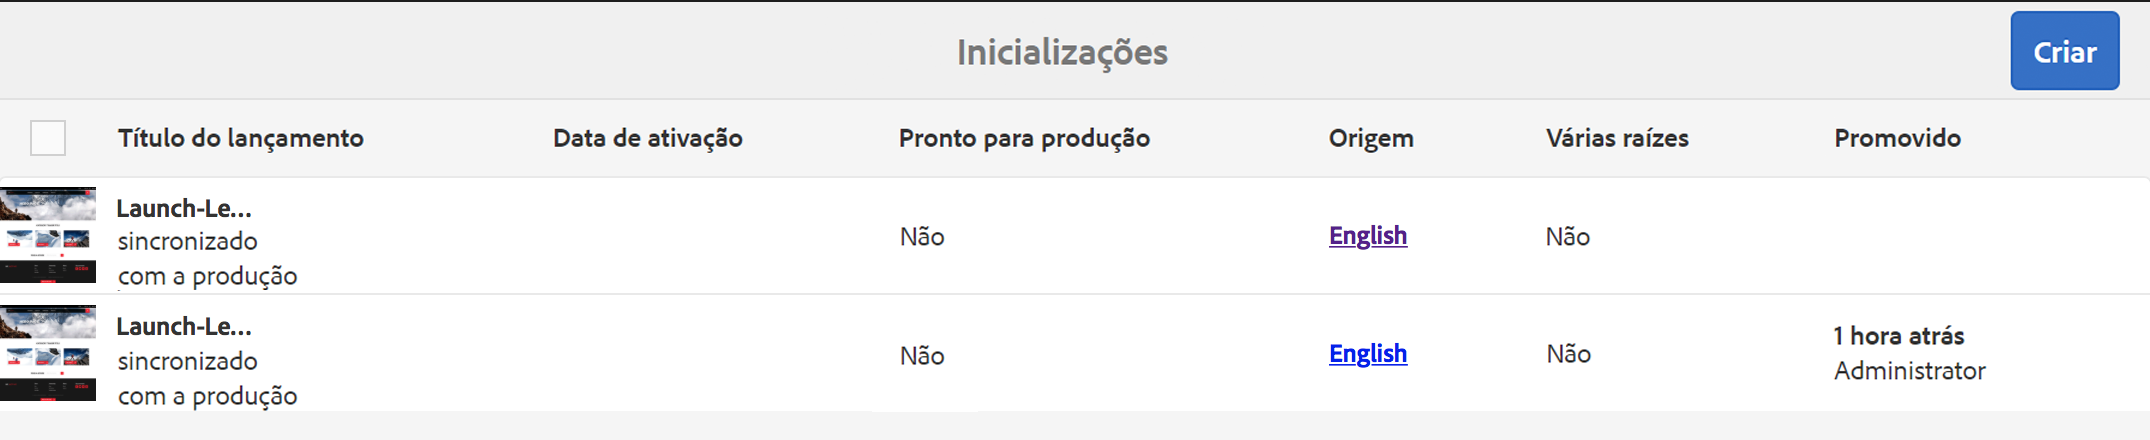 Inicializações
Criar
Título do lançamento Data de ativação Pronto para produção Origem Várias raízes Promovido
Launch-Le...
sincronizado
com a produção
Não English Não
Launch-Le...
sincronizado
com a produção
Não English Não
1 hora atrás
Administrator